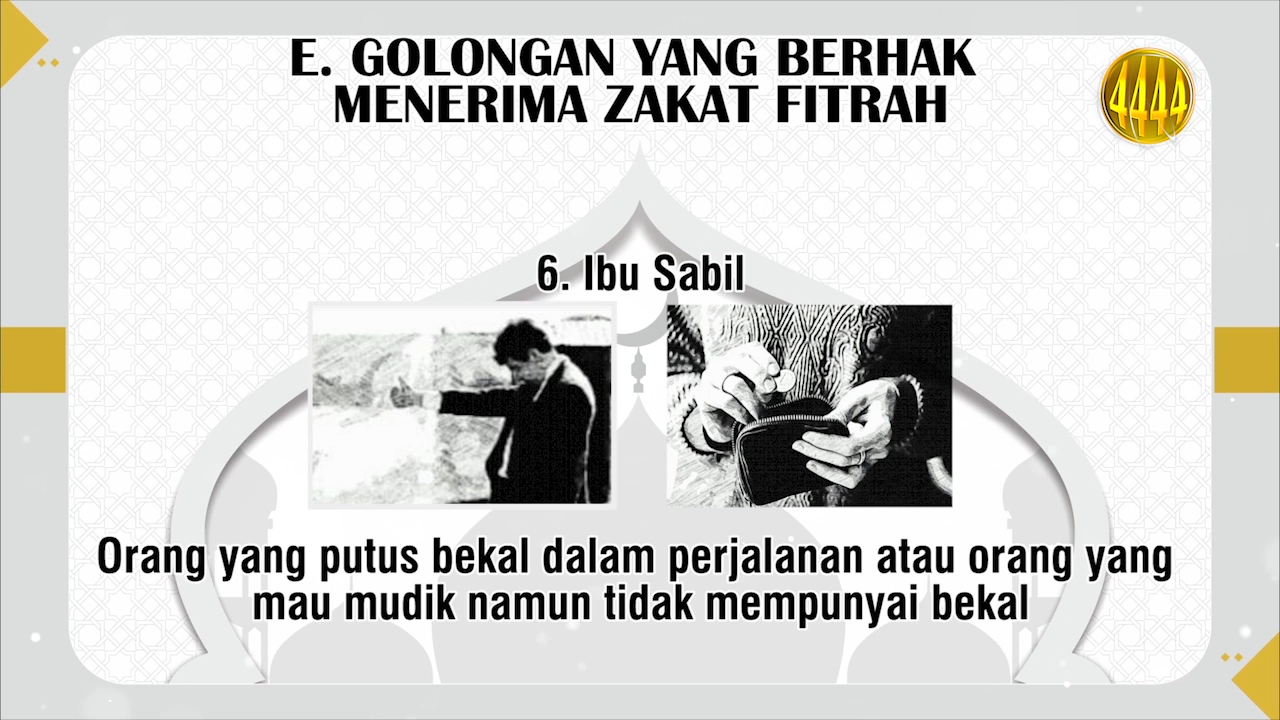 E. GOLONGAN YANG BERHAK
MENERIMA ZAKAT FITRAH
4444
6. Ibu Sabil
Orang yang putus bekal dalam perjalanan atau orang yang
mau mudik namun tidak mempunyai bekal